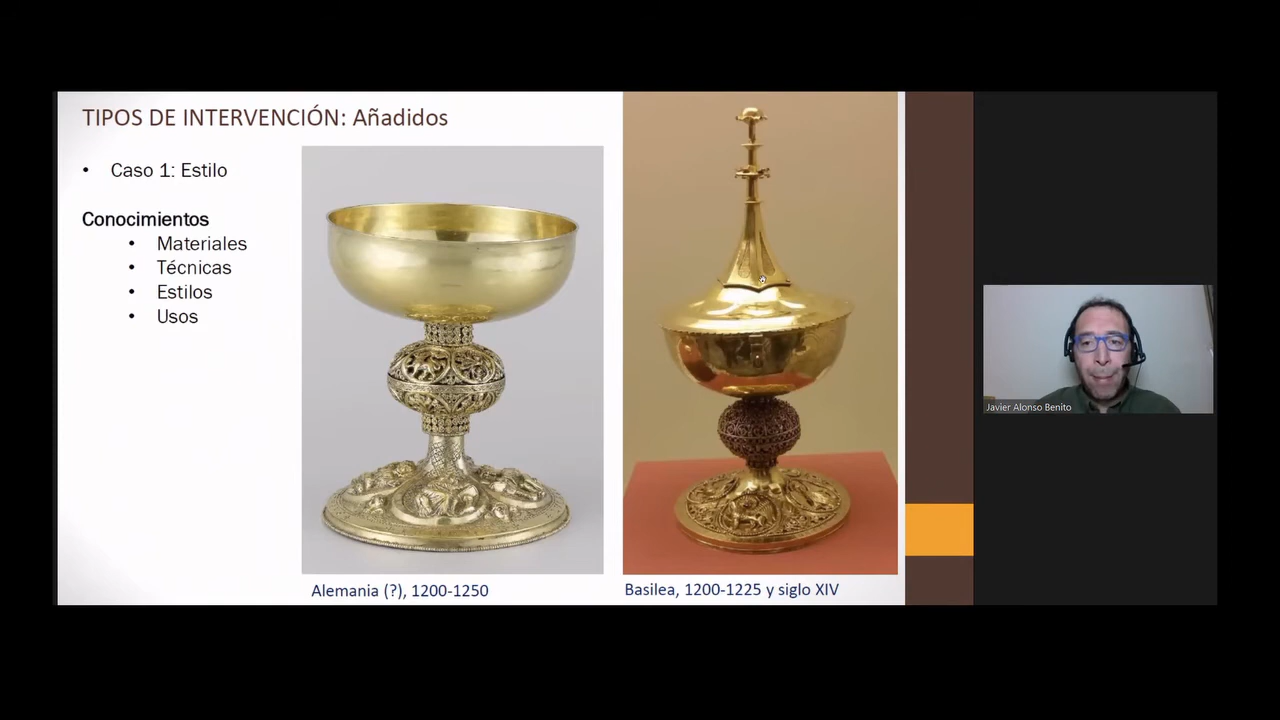 TIPOS DE INTERVENCIÓN: Añadidos
• Caso 1: Estilo
Conocimientos
• Materiales
• Técnicas
• Estilos
• Usos
Alemania (?), 1200-1250
Basilea, 1200-1225 y siglo XIV
Javier Alonso Benito